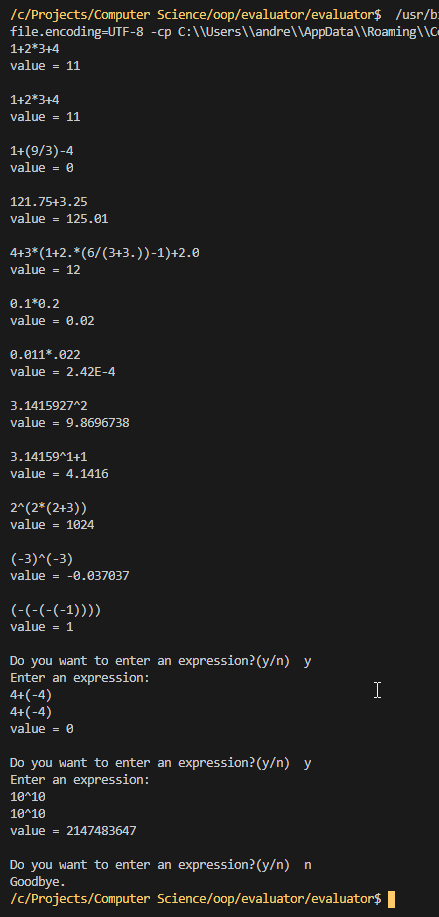 /c/Projects/Computer Science/oop/evaluator/evaluator$  /usr/bi
file.encoding=UTF-8 -cp C:\\Users\\andre\\AppData\\Roaming\\Co
1+2*3+4
value = 11
1+2*3+4
value = 11
1+(9/3)-4
value = 0
121.75+3.25
value = 125.01
4+3*(1+2.*(6/(3+3.))-1)+2.0
value = 12
0.1*0.2
value = 0.02
0.011*.022
value = 2.42E-4
3.1415927^2
value = 9.8696738
3.14159^1+1
value = 4.1416
2^(2*(2+3))
value = 1024
(-3)^(-3)
value = -0.037037
(-(-(-(-1))))
value = 1
Do you want to enter an expression?(y/n)  y
Enter an expression:
4+(-4)
4+(-4)
value = 0
Do you want to enter an expression?(y/n)  y
Enter an expression:
10^10
10^10
value = 2147483647
Do you want to enter an expression?(y/n)  n
Goodbye.
/c/Projects/Computer Science/oop/evaluator/evaluator$